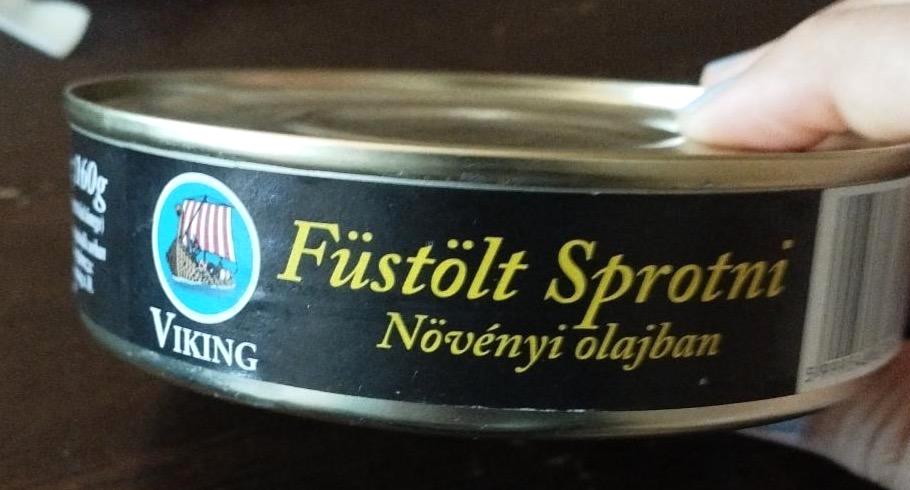 160g
VIKING
Füstölt Sprotni
Növényi olajban